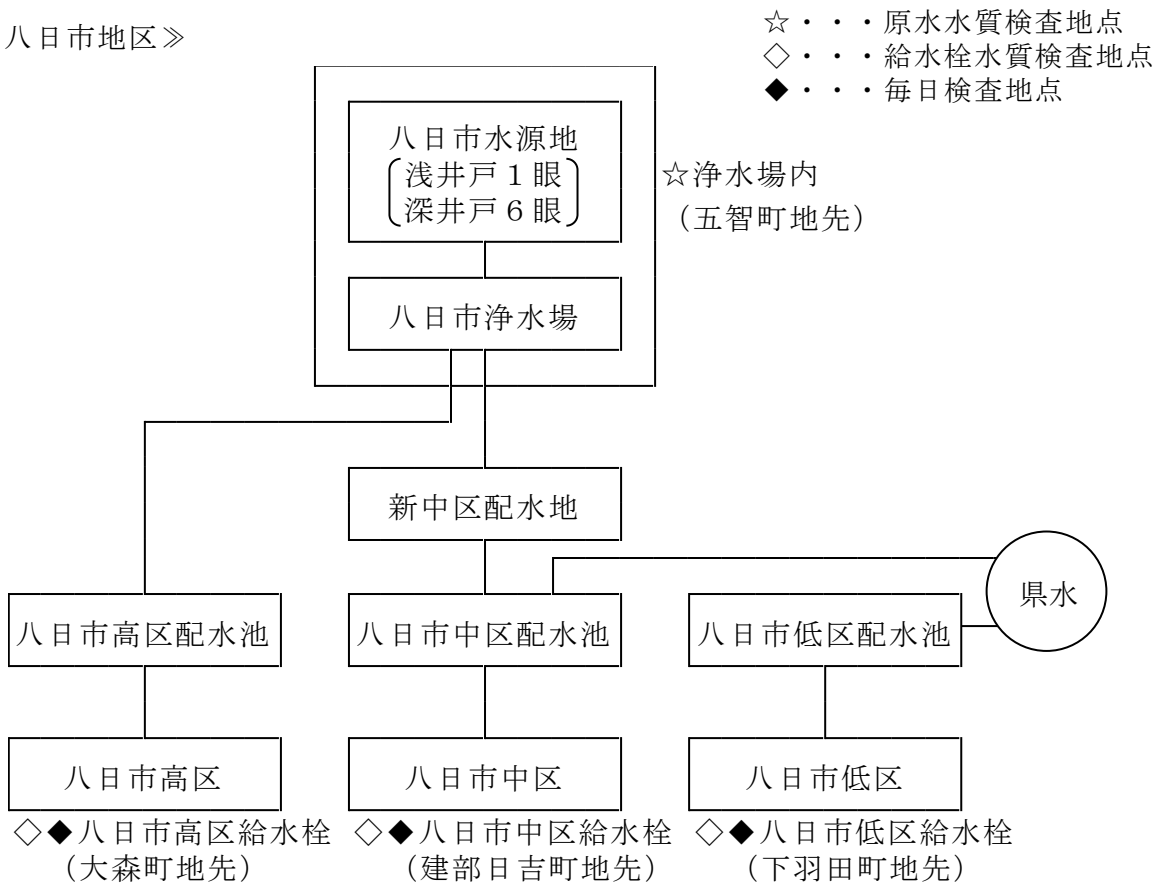 八日市地区≫
☆・・・原水水質検査地点
◇・・・給水栓水質検査地点
◆・・・毎日検査地点
八日市水源地
浅井戸1眼
深井戸6眼
☆浄水場内
(五智町地先)
八日市浄水場
新中区配水地
県水
八日市高区配水池
八日市中区配水池
八日市低区配水池
八日市高区
八日市中区
八日市低区
◇◆八日市高区給水栓
(大森町地先)
◇◆八日市中区給水栓
(建部日吉町地先)
◇◆八日市低区給水栓
(下羽田町地先)